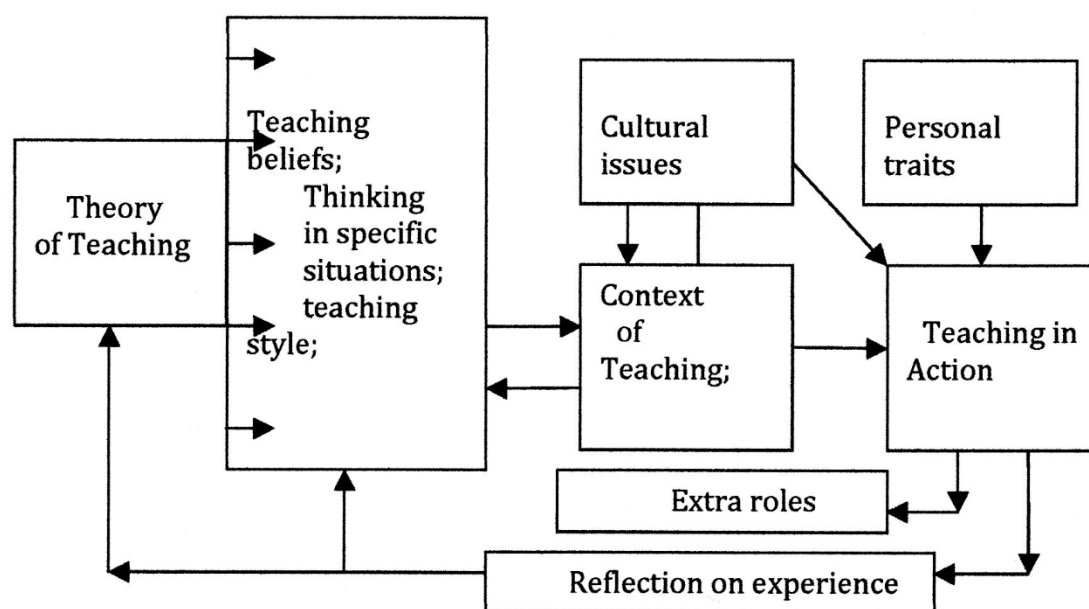 Theory
of Teaching
Teaching
beliefs;
Thinking
in specific
situations;
teaching
style;
Cultural
issues
Personal
traits
Context
of
Teaching;
Teaching in
Action
Extra roles
Reflection on experience